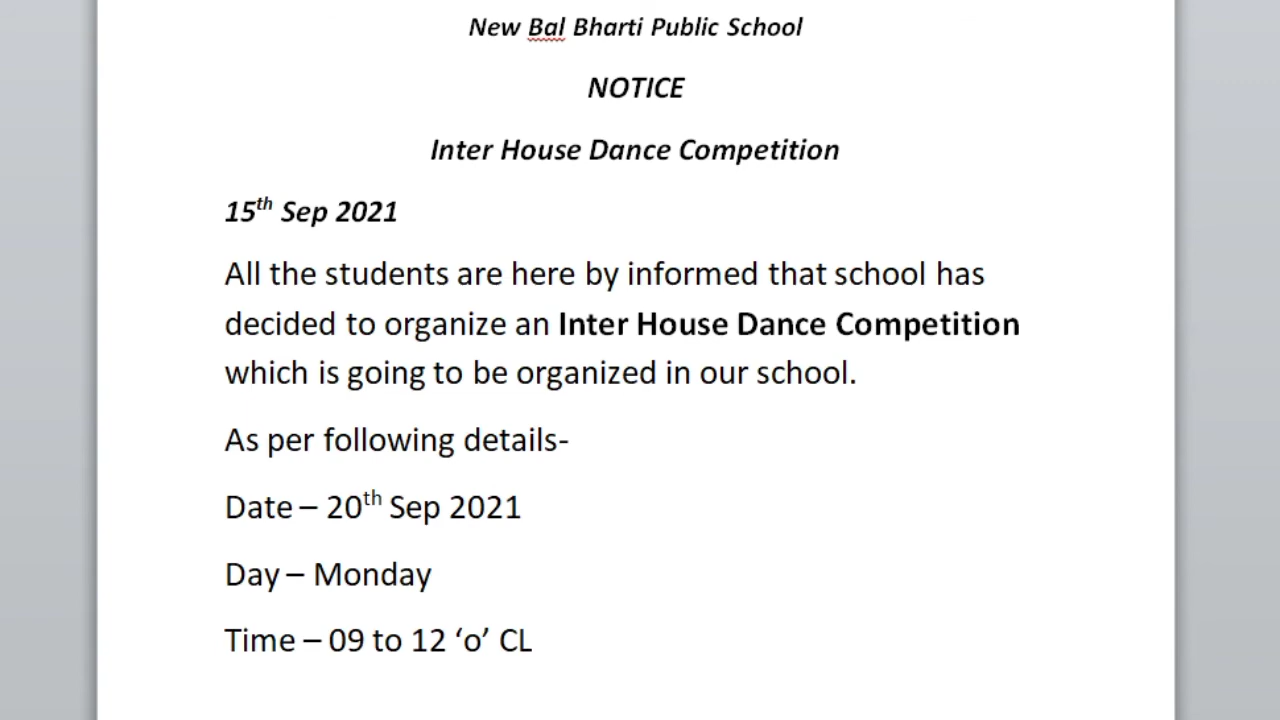 New Bal Bharti Public School
NOTICE
Inter House Dance Competition
15th Sep 2021
All the students are here by informed that school has
decided to organize an Inter House Dance Competition
which is going to be organized in our school.
As per following details-
Date – 20th Sep 2021
Day – Monday
Time – 09 to 12 ‘o’ CL